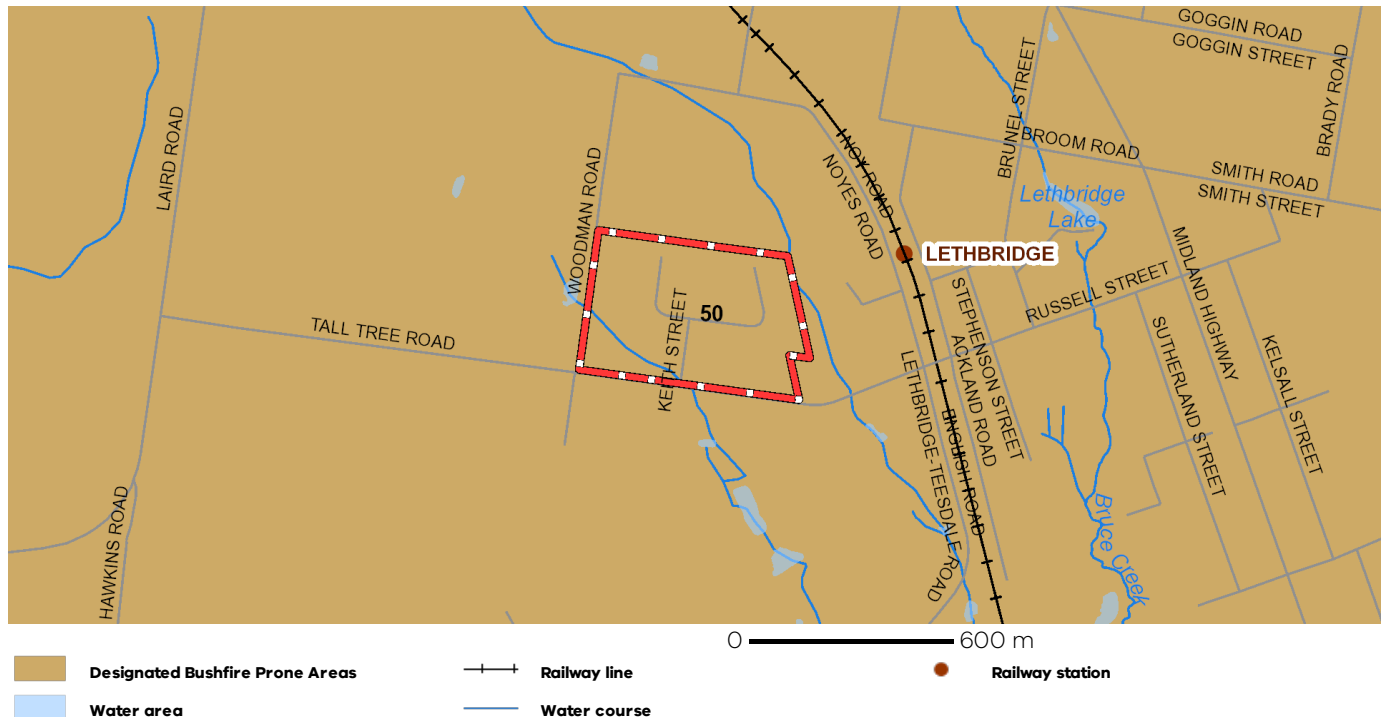 GOGGIN ROAD
GOGGIN STREET
BRADY ROAD
BRUNEL STREET
BROOM ROAD
SMITH ROAD
SMITH STREET
LAIRD ROAD
WOODMAN ROAD
NOYES ROAD
Lethbridge
Lake
LETHBRIDGE
MIDLAND HIGHWAY
RUSSELL STREET
STEPHENSON STREET
ACKLAND ROAD
50
KEITH STREET
TALL TREE ROAD
SUTHERLAND STREET
KELSALL STREET
LETHBRIDGE-TEESDALE ROAD
ENGLISH ROAD
Bruce Creek
HAWKINS ROAD
0 600 m
Designated Bushfire Prone Areas
Railway line
Railway station
Water area
Water course